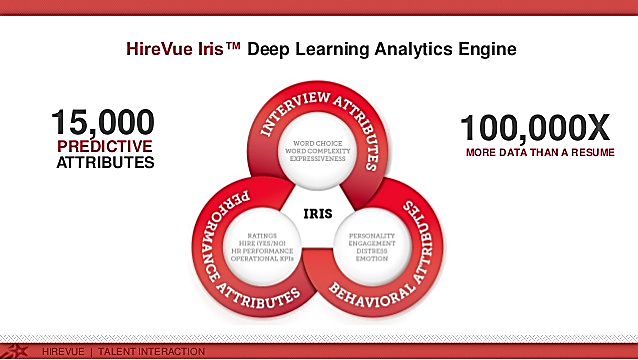 HireVue Iris™ Deep Learning Analytics Engine
15,000
PREDICTIVE
ATTRIBUTES
100,000X
MORE DATA THAN A RESUME
INTERVIEW ATTRIBUTES
WORD CHOICE
WORD COMPLEXITY
EXPRESSIVENESS
IRIS
PERFORMANCE ATTRIBUTES
RATINGS
HIRE (YES/NO)
HR PERFORMANCE
OPERATIONAL KPIs
BEHAVIORAL ATTRIBUTES
PERSONALITY
ENGAGEMENT
DISTRESS
EMOTION
HIREVUE | TALENT INTERACTION